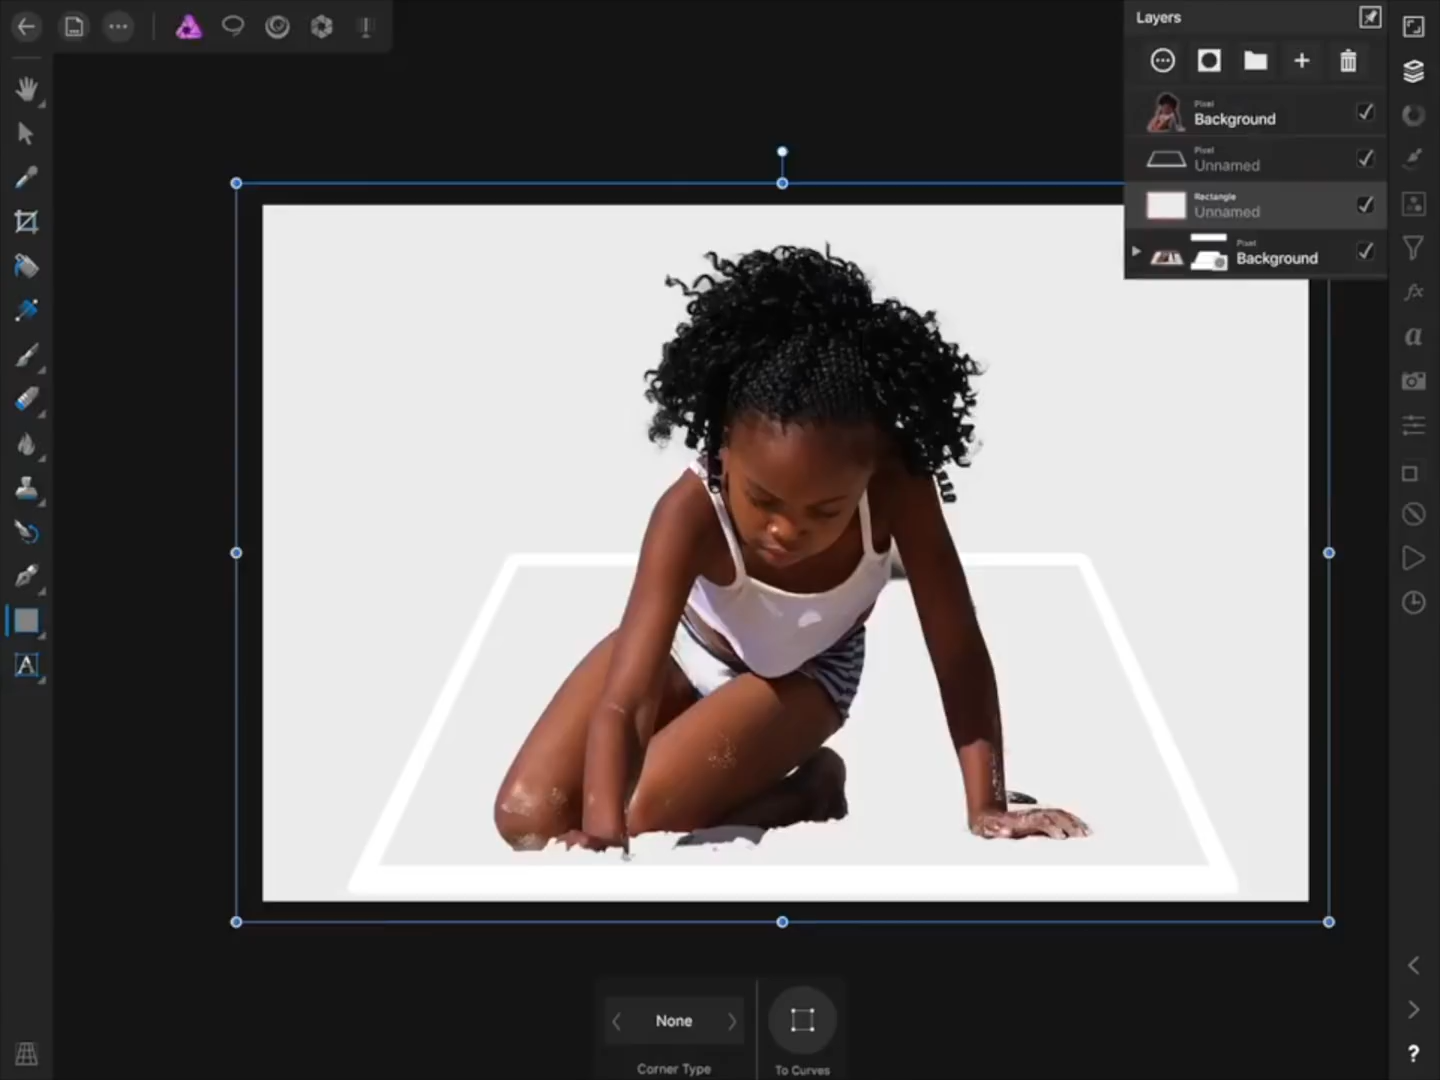 Layers
Pixel
Background
Pixel
Unnamed
Rectangle
Unnamed
Pixel
Background
None
Corner Type
To Curves